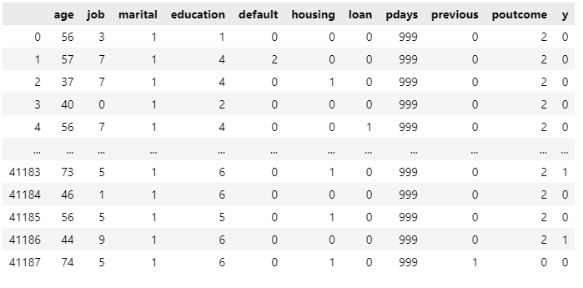 age job marital education default housing loan pdays previous poutcome y
0 56 3 1 1 0 0 0 999 0 2 0
1 57 7 1 4 2 0 0 999 0 2 0
2 37 7 1 4 0 1 0 999 0 2 0
3 40 0 1 2 0 0 0 999 0 2 0
4 56 7 1 4 0 0 1 999 0 2 0
... ... ... ... ... ... ... ... ... ... ... ...
41183 73 5 1 6 0 1 0 999 0 2 1
41184 46 1 1 6 0 0 0 999 0 2 0
41185 56 5 1 5 0 1 0 999 0 2 0
41186 44 9 1 6 0 0 0 999 0 2 1
41187 74 5 1 6 0 1 0 999 1 0 0